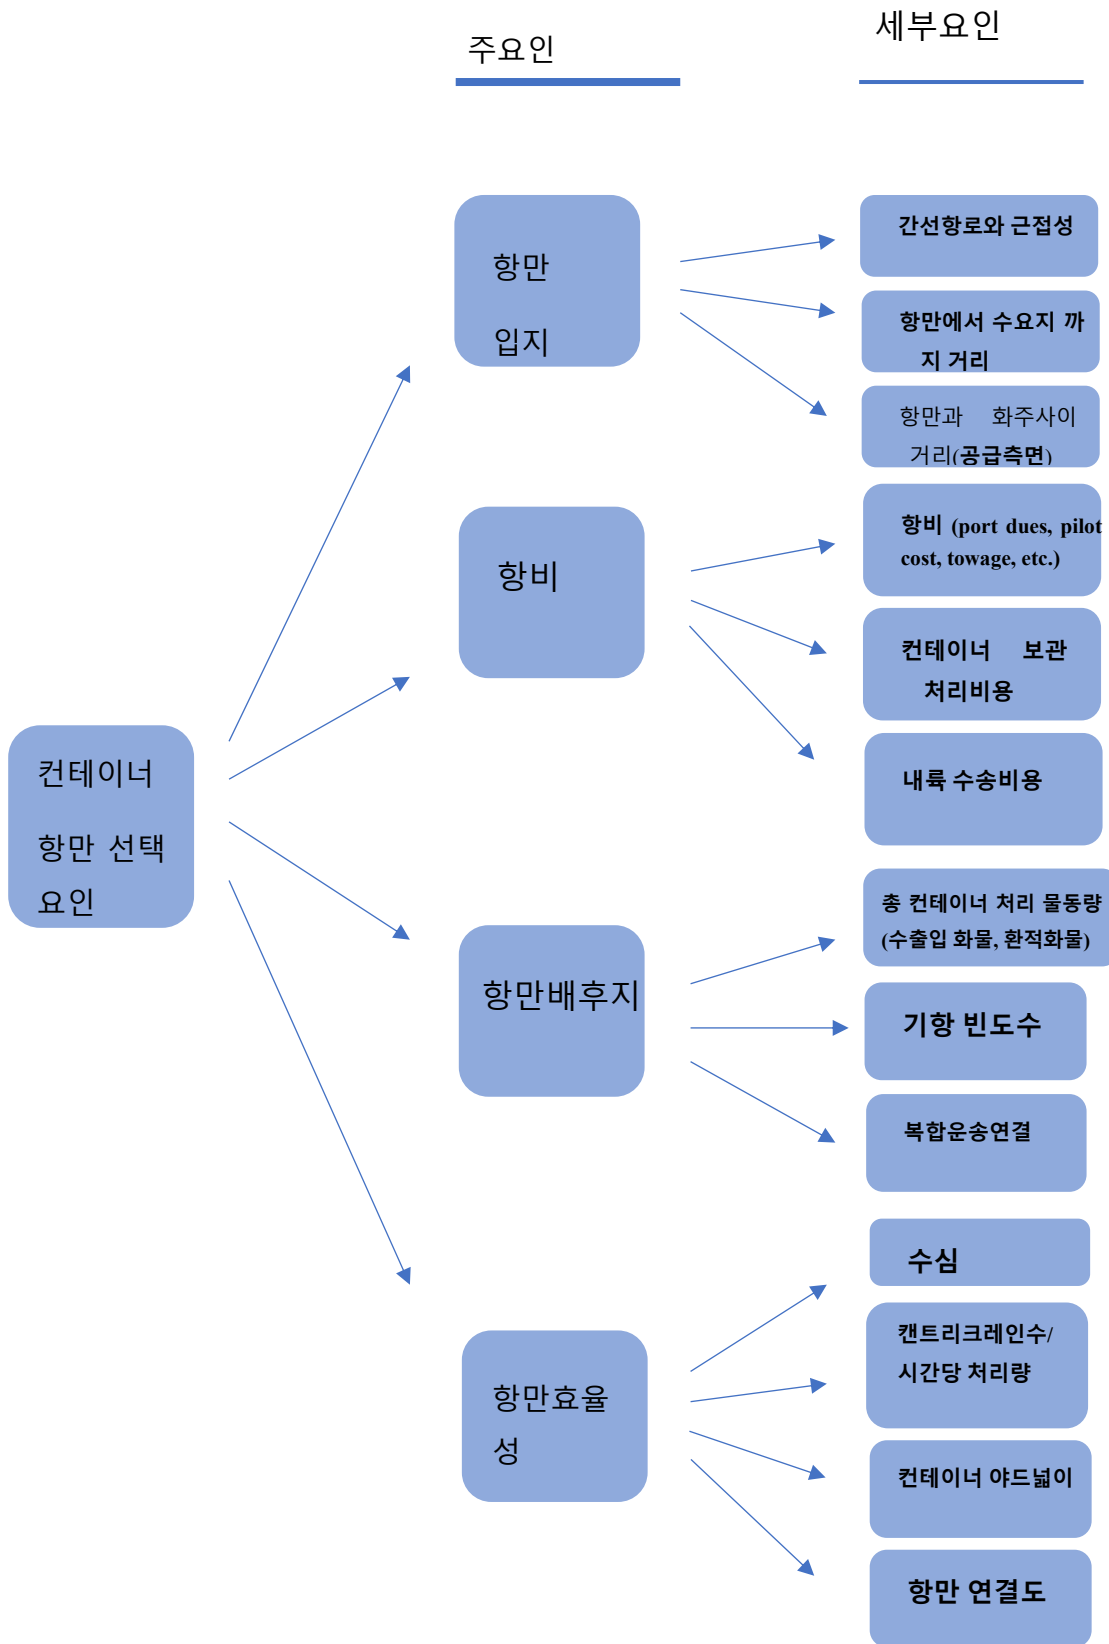 주요인
세부요인
컨테이너
항만 선택
요인
항만
입지
간선항로와 근접성
항만에서 수요지 까
지 거리
항만과 화주사이
거리(공급측면)
항비
항비 (port dues, pilot
cost, towage, etc.)
컨테이너 보관
처리비용
내륙 수송비용
항만배후지
총 컨테이너 처리 물동량
(수출입 화물, 환적화물)
기항 빈도수
복합운송연결
항만효율
성
수심
캔트리크레인수/
시간당 처리량
컨테이너 야드넓이
항만 연결도